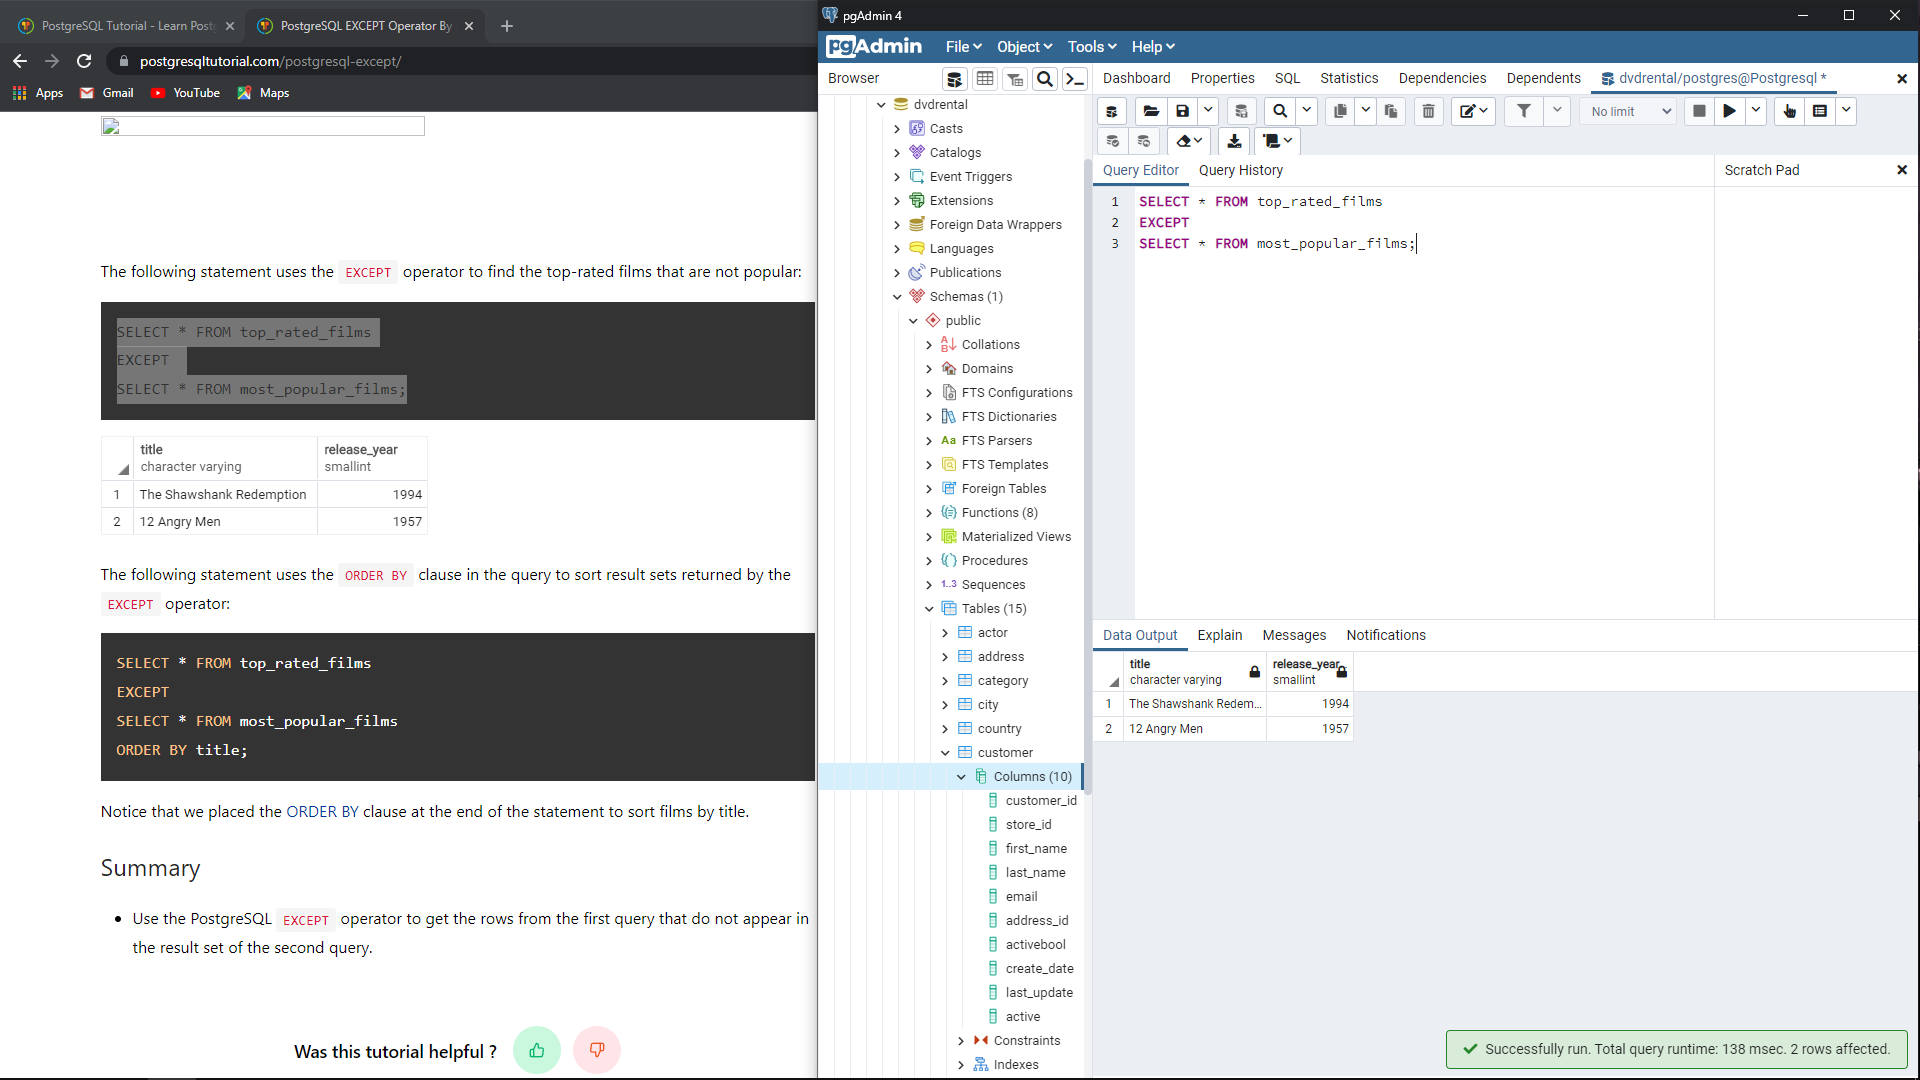 PostgreSQL Tutorial - Learn Post
PostgreSQL EXCEPT Operator By
postgresqltutorial.com/postgresql-except/
Apps
Gmail
YouTube
Maps
The following statement uses the EXCEPT operator to find the top-rated films that are not popular:
SELECT * FROM top_rated_films
EXCEPT
SELECT * FROM most_popular_films;
title
character varying
release_year
smallint
1 The Shawshank Redemption 1994
2 12 Angry Men 1957
The following statement uses the ORDER BY clause in the query to sort result sets returned by the
EXCEPT operator:
SELECT * FROM top_rated_films
EXCEPT
SELECT * FROM most_popular_films
ORDER BY title;
Notice that we placed the ORDER BY clause at the end of the statement to sort films by title.
Summary
Use the PostgreSQL EXCEPT operator to get the rows from the first query that do not appear in
the result set of the second query.
Was this tutorial helpful ?
pgAdmin 4
pgAdmin File Object Tools Help
Browser
dvdrental
Casts
Catalogs
Event Triggers
Extensions
Foreign Data Wrappers
Languages
Publications
Schemas (1)
public
Collations
Domains
FTS Configurations
FTS Dictionaries
Aa FTS Parsers
FTS Templates
Foreign Tables
Functions (8)
Materialized Views
Procedures
1..3 Sequences
Tables (15)
actor
address
category
city
country
customer
Columns (10)
customer_id
store_id
first_name
last_name
email
address_id
activebool
create_date
last_update
active
Constraints
Indexes
Dashboard Properties SQL Statistics Dependencies Dependents dvdrental/postgres@Postgresql *
No limit
Query Editor Query History
Scratch Pad
1 SELECT * FROM top_rated_films
2 EXCEPT
3 SELECT * FROM most_popular_films;
Data Output Explain Messages Notifications
title
character varying
release_year
smallint
1 The Shawshank Redem... 1994
2 12 Angry Men 1957
Successfully run. Total query runtime: 138 msec. 2 rows affected.